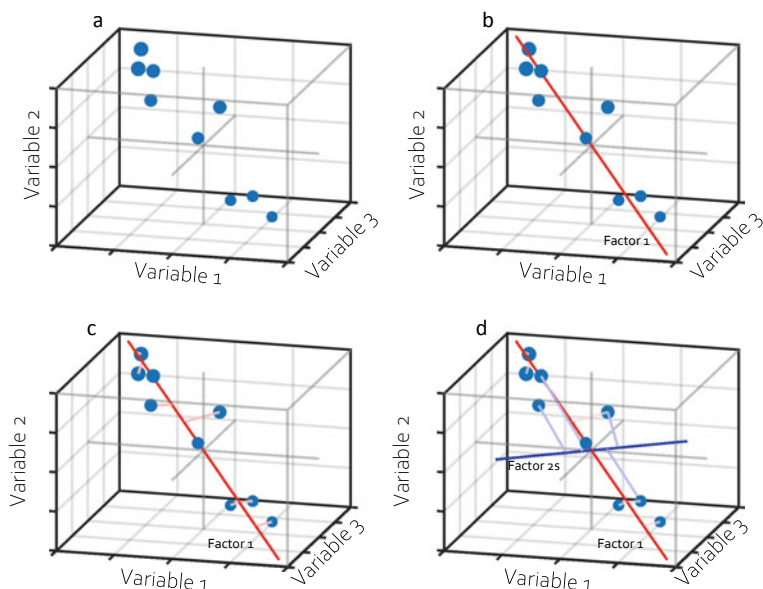 a
Variable 2
Variable 1
Variable 3
b
Variable 2
Factor 1
Variable 1
Variable 3
c
Variable 2
Factor 1
Variable 1
Variable 3
d
Variable 2
Factor 2s
Factor 1
Variable 1
Variable 3